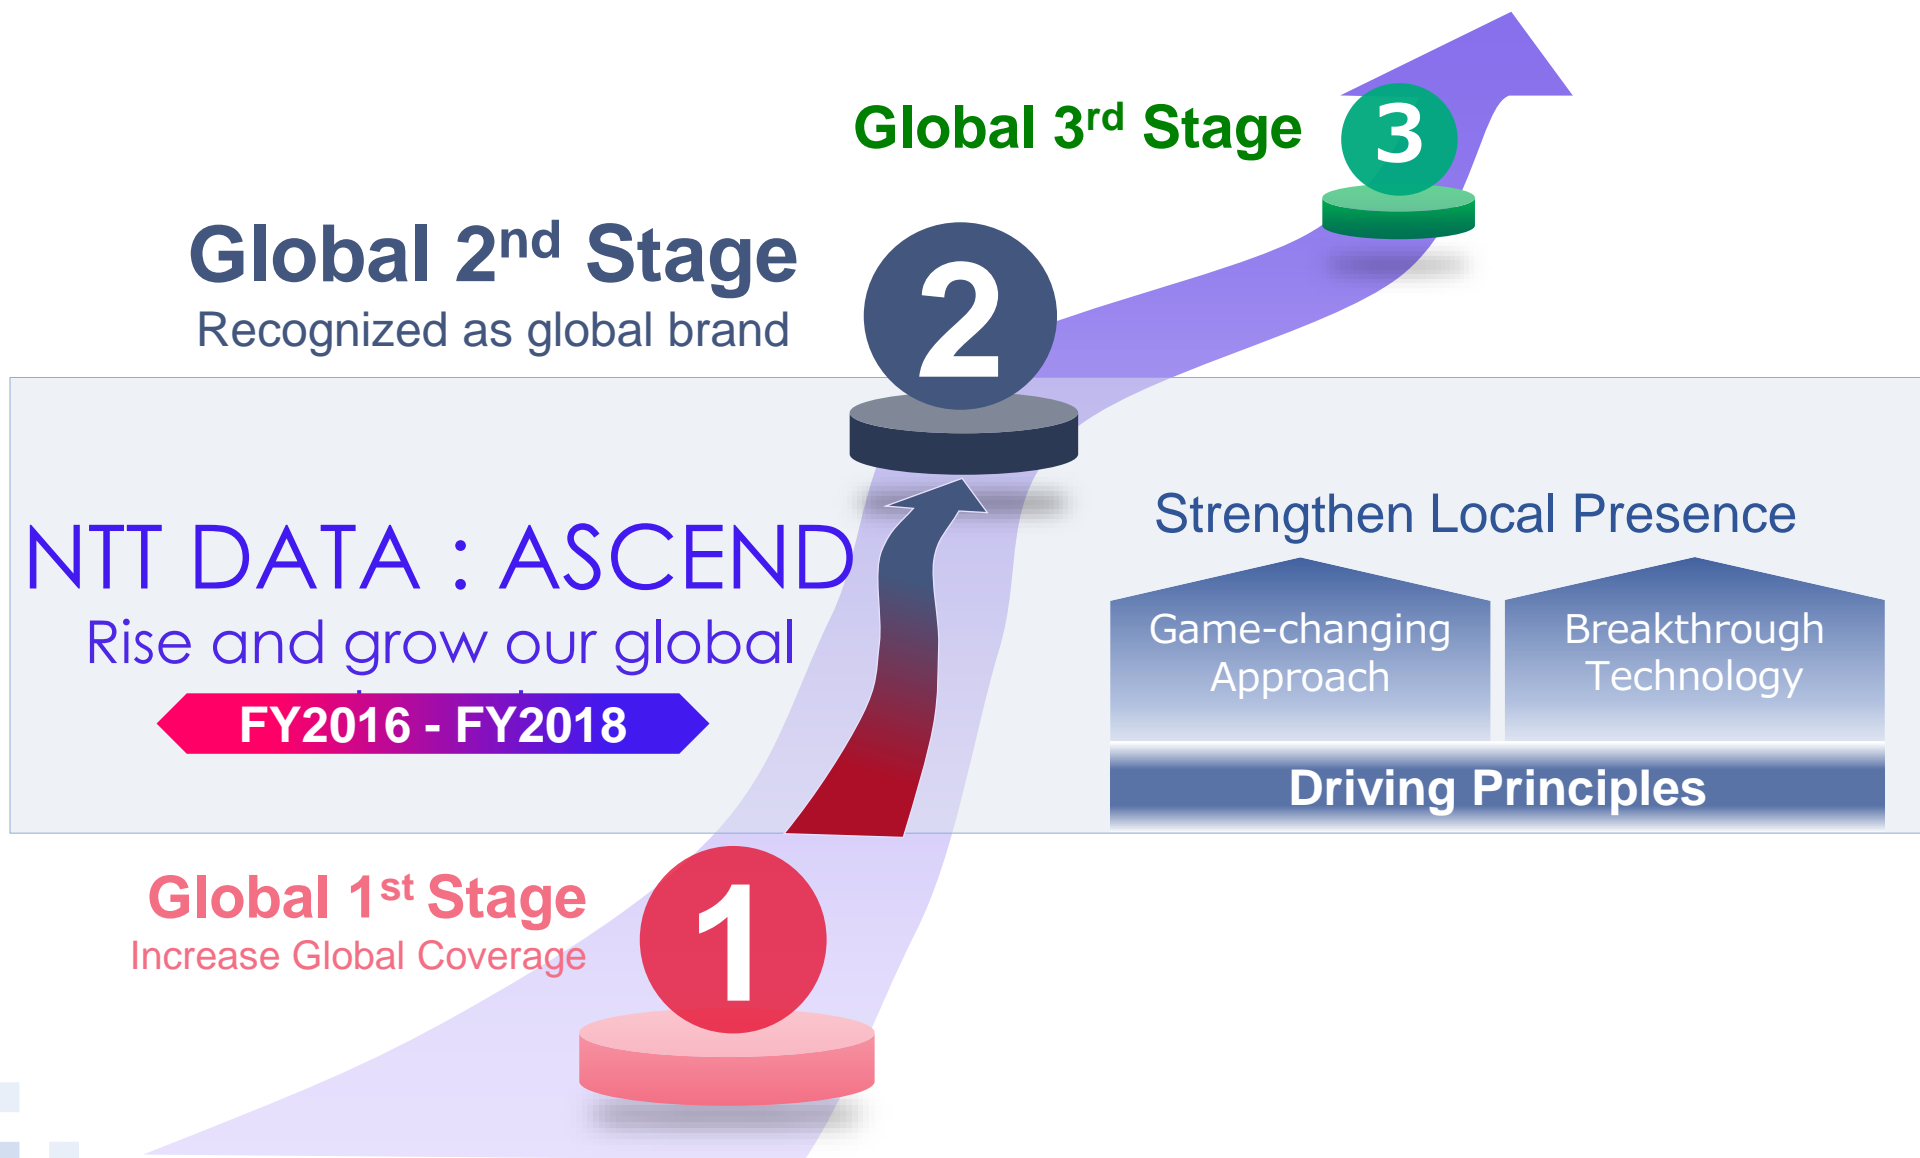 Global 3rd Stage
3
Global 2nd Stage
Recognized as global brand
2
NTT DATA : ASCEND
Rise and grow our global
FY2016 - FY2018
Strengthen Local Presence
Game-changing
Approach
Breakthrough
Technology
Driving Principles
Global 1st Stage
Increase Global Coverage
1